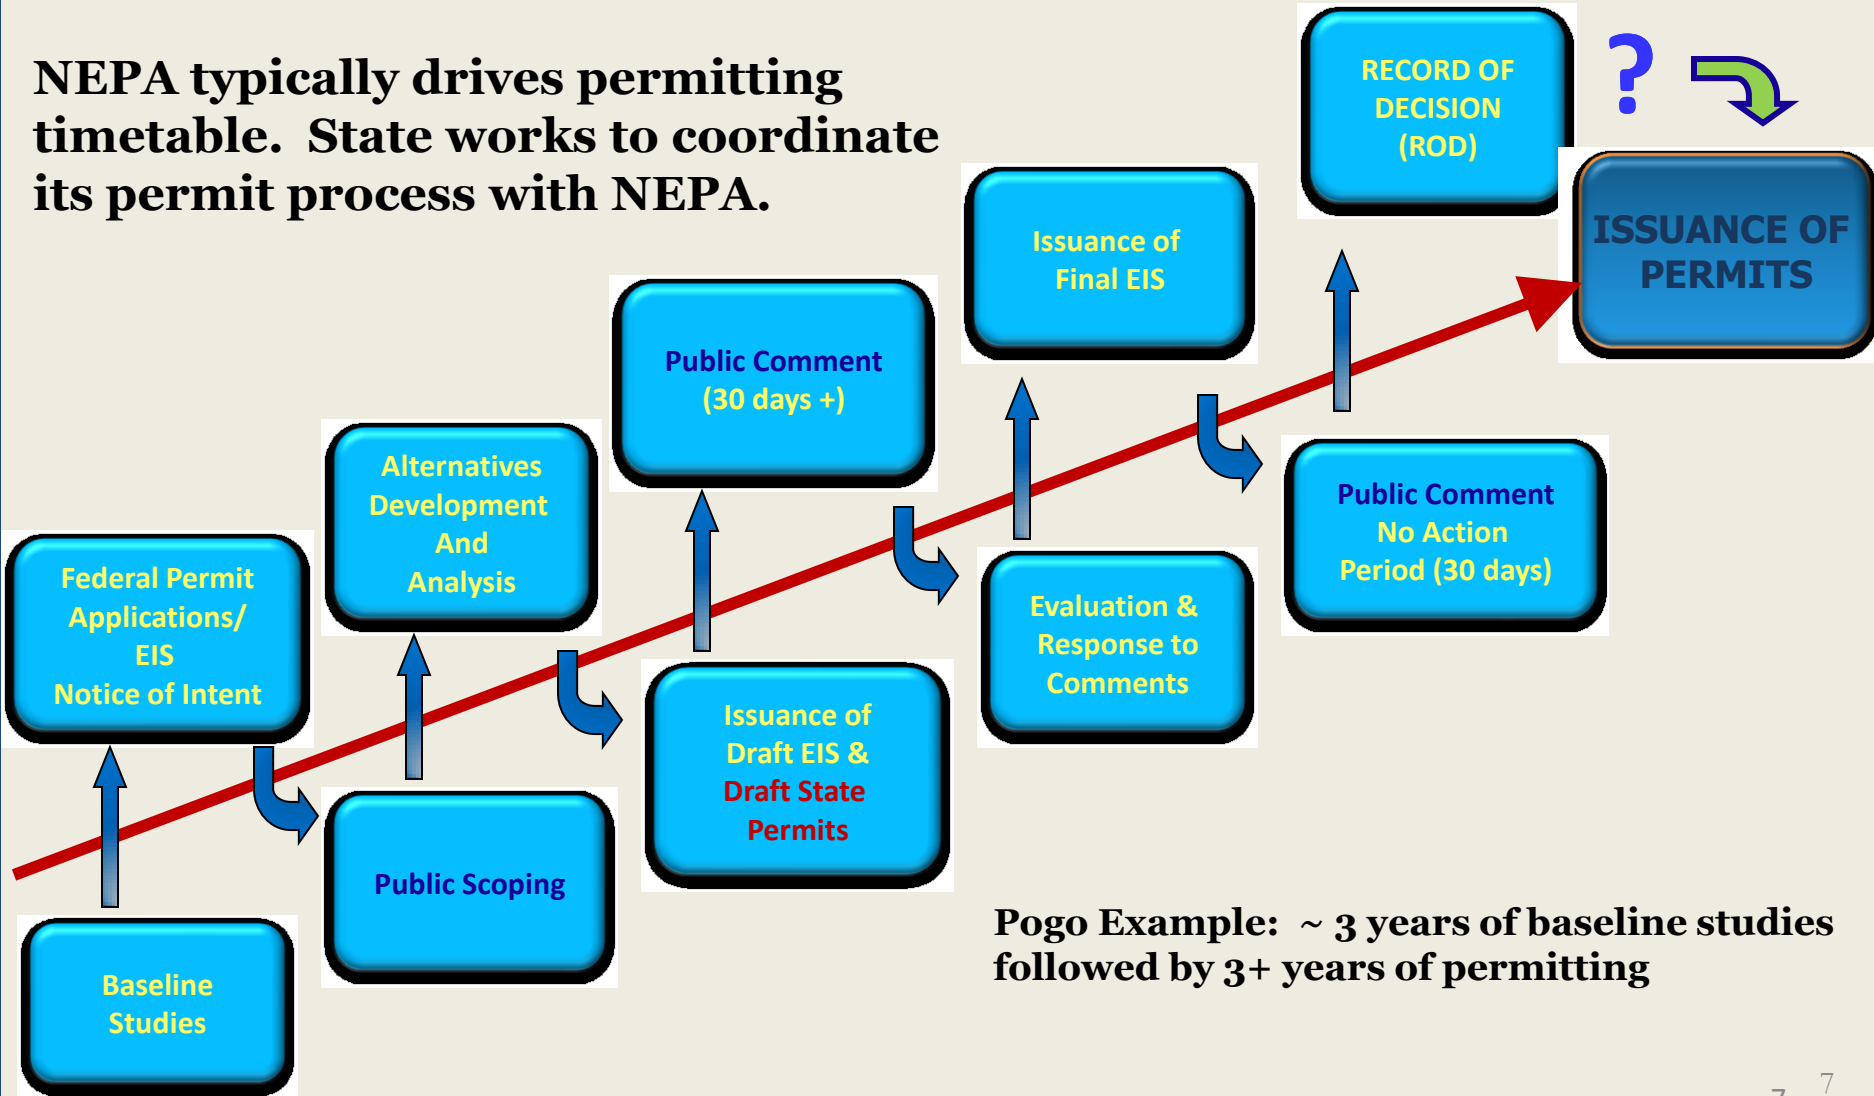 NEPA typically drives permitting
timetable.  State works to coordinate
its permit process with NEPA.
RECORD OF
DECISION
(ROD)
?
ISSUANCE OF
PERMITS
Issuance of
Final EIS
Public Comment
(30 days +)
Alternatives
Development
And
Analysis
Federal Permit
Applications/
EIS
Notice of Intent
Public Comment
No Action
Period (30 days)
Evaluation &
Response to
Comments
Issuance of
Draft EIS &
Draft State
Permits
Public Scoping
Baseline
Studies
Pogo Example:  ~ 3 years of baseline studies
followed by 3+ years of permitting
7
7